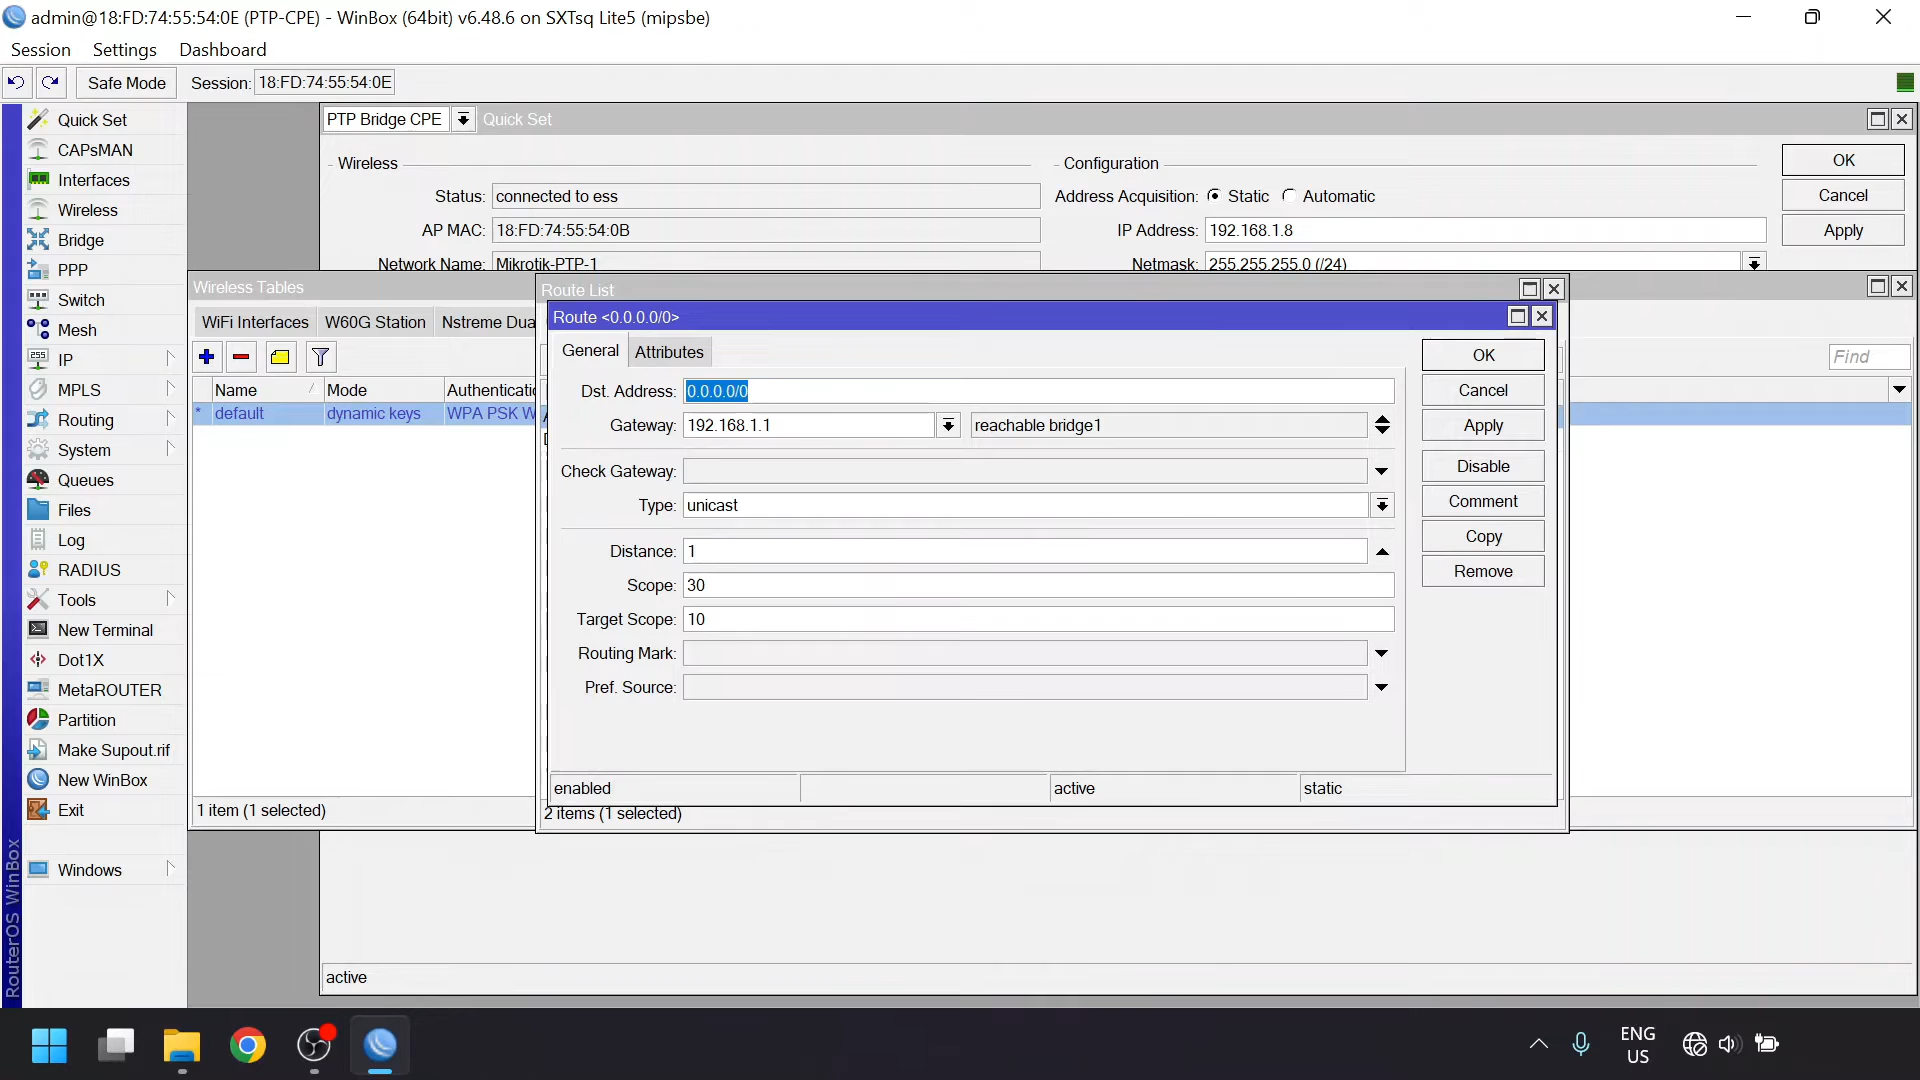 admin@18:FD:74:55:54:0E (PTP-CPE) - WinBox (64bit) v6.48.6 on SXTsq Lite5 (mipsbe)
Session Settings Dashboard
Safe Mode Session: 18:FD:74:55:54:0E
Quick Set
CAPsMAN
Interfaces
Wireless
Bridge
PPP
Switch
Mesh
IP
MPLS
Routing
System
Queues
Files
Log
RADIUS
Tools
New Terminal
Dot1X
MetaROUTER
Partition
Make Supout.rif
New WinBox
Exit
Windows
RouterOS WinBox
PTP Bridge CPE Quick Set
Wireless
Status: connected to ess
AP MAC: 18:FD:74:55:54:0B
Network Name: Mikrotik-PTP-1
Configuration
Address Acquisition: Static Automatic
IP Address: 192.168.1.8
Netmask: 255.255.255.0 (/24)
OK
Cancel
Apply
Wireless Tables
WiFi Interfaces W60G Station Nstreme Dua
Find
Name Mode Authenticatio
* default dynamic keys WPA PSK W
1 item (1 selected)
Route List
Route <0.0.0.0/0>
General Attributes
Dst. Address: 0.0.0.0/0
Gateway: 192.168.1.1 reachable bridge1
Check Gateway:
Type: unicast
Distance: 1
Scope: 30
Target Scope: 10
Routing Mark:
Pref. Source:
OK
Cancel
Apply
Disable
Comment
Copy
Remove
enabled active static
2 items (1 selected)
active
ENG
US